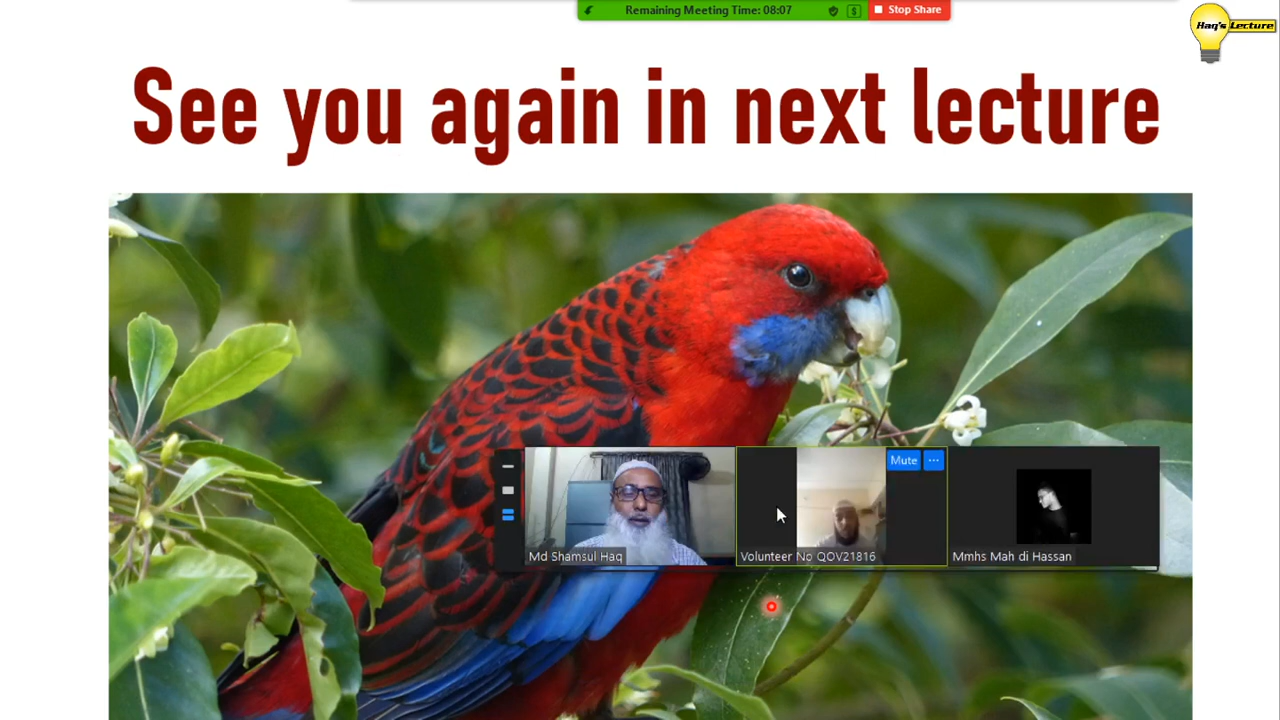 Remaining Meeting Time: 08:07
Stop Share
Haq's Lecture
See you again in next lecture
Mute
Md Shamsul Haq
Volunteer No QOV21816
Mmhs Mah di Hassan